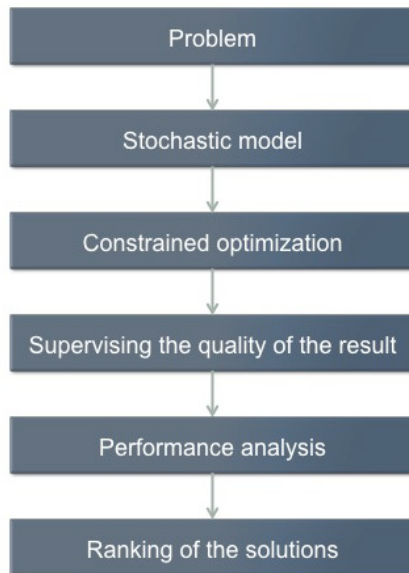 Problem
Stochastic model
Constrained optimization
Supervising the quality of the result
Performance analysis
Ranking of the solutions